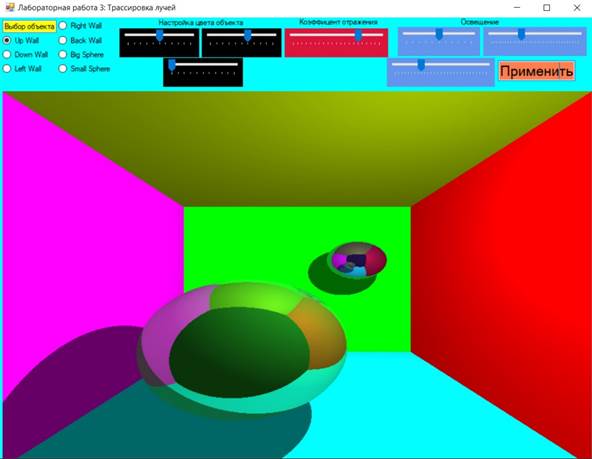 Лабораторная работа 3: Трассировка лучей
Выбор объекта
Up Wall
Down Wall
Left Wall
Right Wall
Back Wall
Big Sphere
Small Sphere
Настройка цвета объекта
Коэффиент отражения
Освещение
Применить